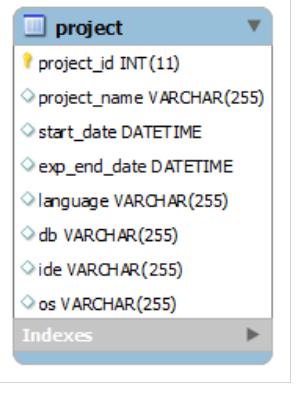 project
project_id INT(11)
project_name VARCHAR(255)
start_date DATETIME
exp_end_date DATETIME
language VARCHAR(255)
db VARCHAR(255)
ide VARCHAR(255)
os VARCHAR(255)
Indexes